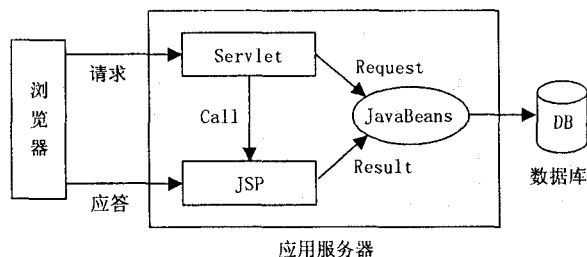 浏览器
请求
应答
Servlet
Call
JSP
Request
Result
JavaBeans
DB
数据库
应用服务器